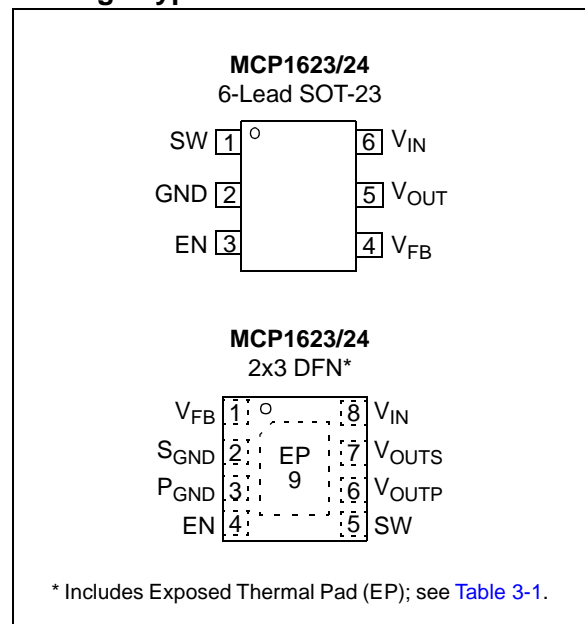 MCP1623/24
6-Lead SOT-23
SW 1 6 VIN
GND 2 5 VOUT
EN 3 4 VFB
MCP1623/24
2x3 DFN*
VFB 1 8 VIN
SGND 2 EP 7 VOUTS
PGND 3 9 6 VOUTP
EN 4 5 SW
* Includes Exposed Thermal Pad (EP); see Table 3-1.